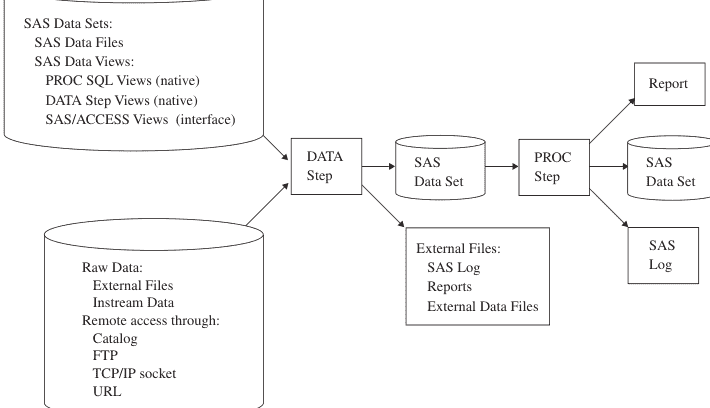 SAS Data Sets:
SAS Data Files
SAS Data Views:
PROC SQL Views (native)
DATA Step Views (native)
SAS/ACCESS Views (interface)
Raw Data:
External Files
Instream Data
Remote access through:
Catalog
FTP
TCP/IP socket
URL
DATA
Step
SAS
Data Set
External Files:
SAS Log
Reports
External Data Files
PROC
Step
Report
SAS
Data Set
SAS
Log